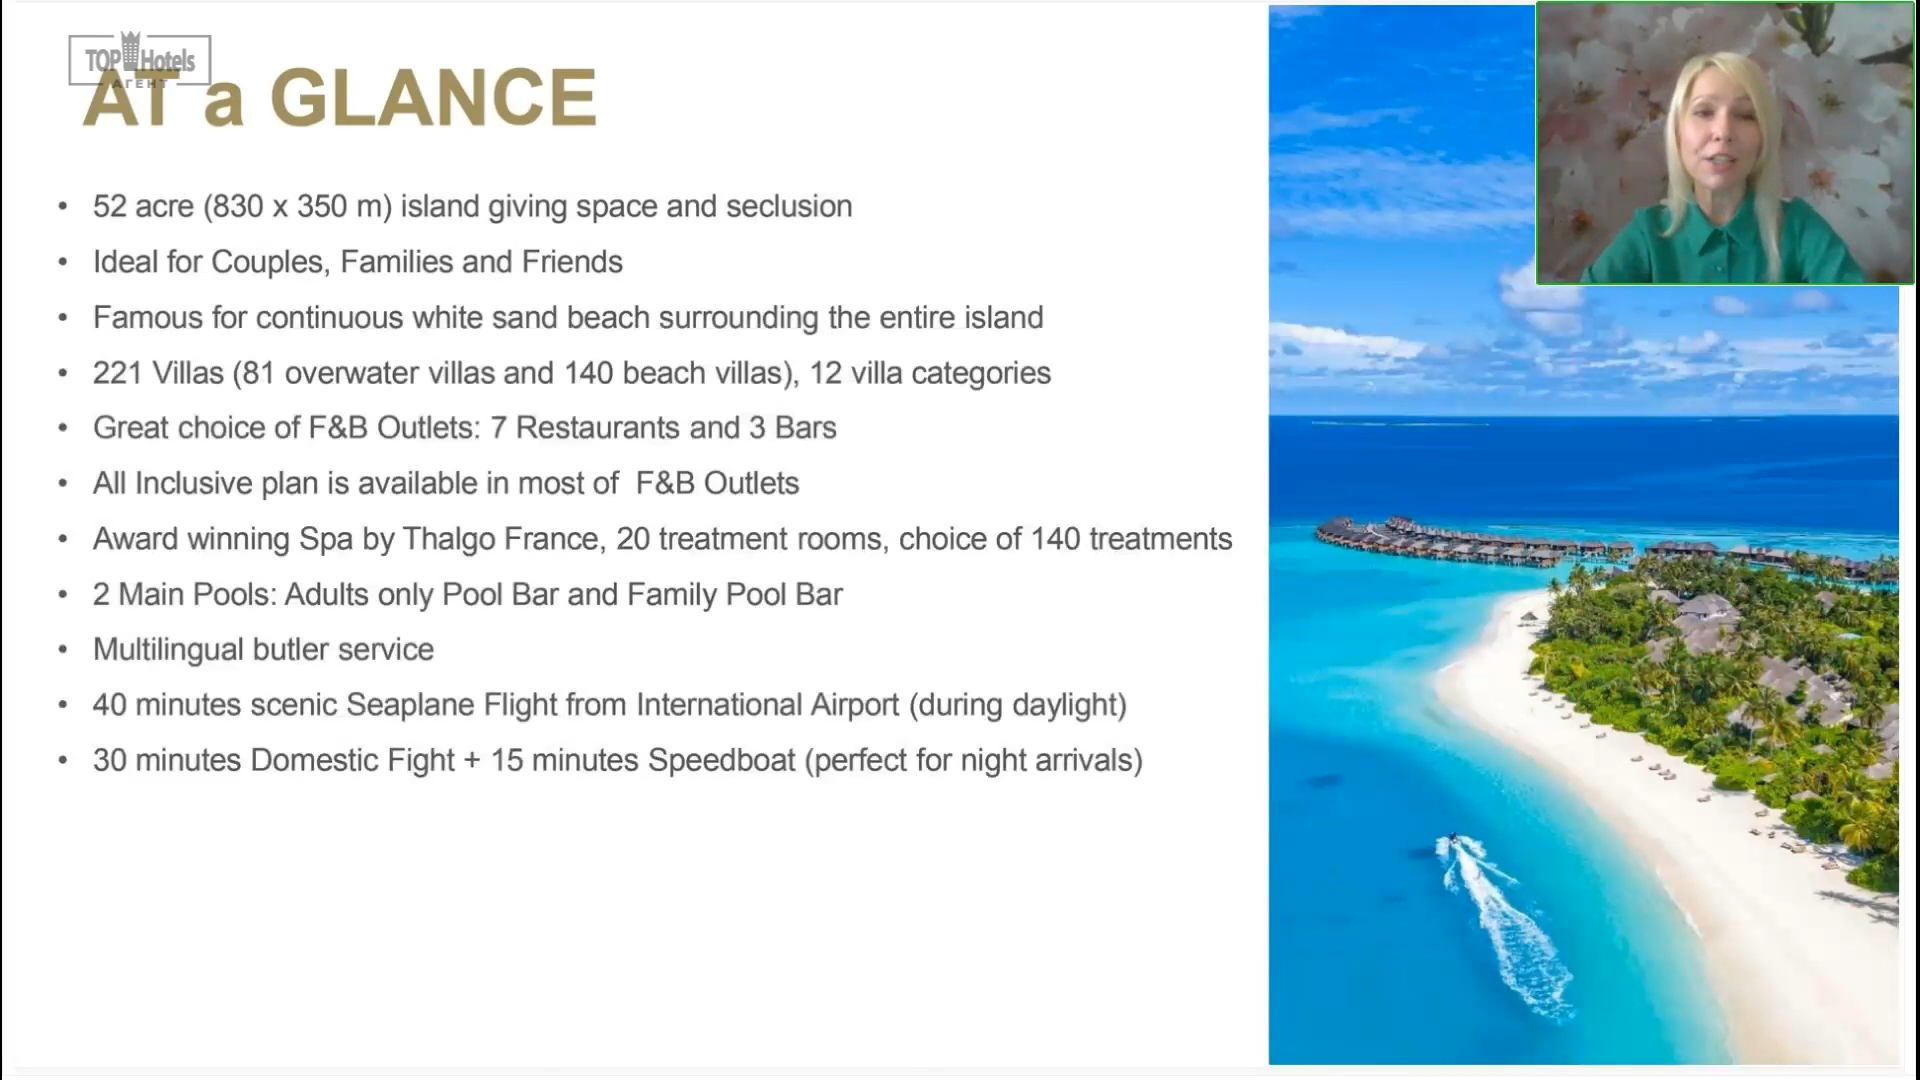 TOP Hotels
АГЕНТ
AT a GLANCE
• 52 acre (830 x 350 m) island giving space and seclusion
• Ideal for Couples, Families and Friends
• Famous for continuous white sand beach surrounding the entire island
• 221 Villas (81 overwater villas and 140 beach villas), 12 villa categories
• Great choice of F&B Outlets: 7 Restaurants and 3 Bars
• All Inclusive plan is available in most of F&B Outlets
• Award winning Spa by Thalgo France, 20 treatment rooms, choice of 140 treatments
• 2 Main Pools: Adults only Pool Bar and Family Pool Bar
• Multilingual butler service
• 40 minutes scenic Seaplane Flight from International Airport (during daylight)
• 30 minutes Domestic Fight + 15 minutes Speedboat (perfect for night arrivals)